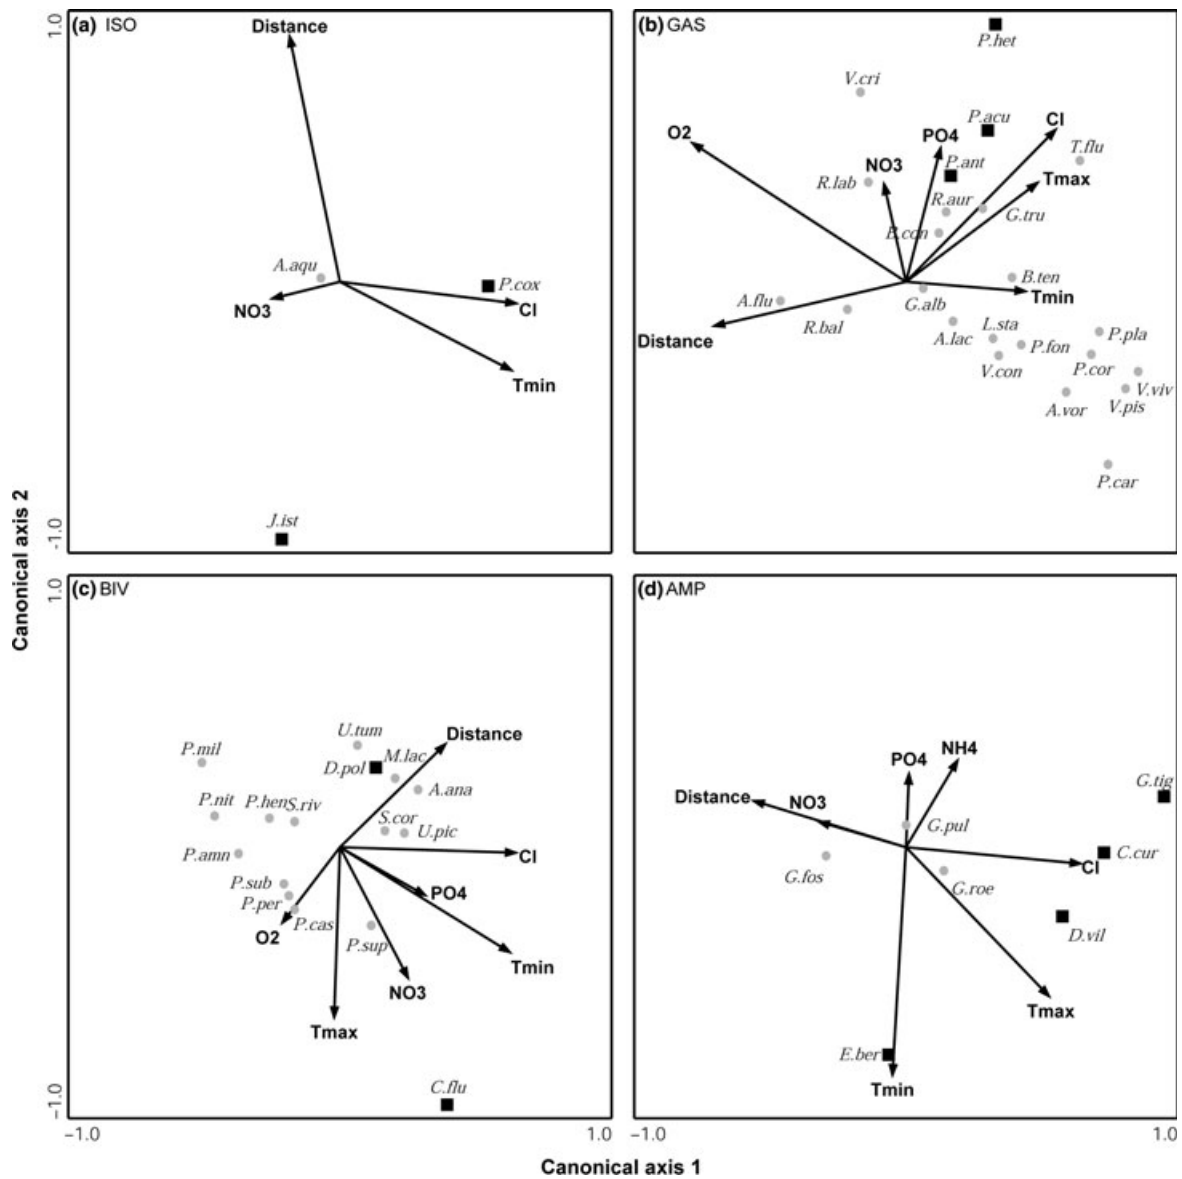 (a) ISO
Distance
A.aqu
NO3
P.cox
Cl
Tmin
J.ist
1.0
-1.0
(b) GAS
P.het
V.cri
O2
PO4
P.acu
Cl
T.flu
NO3
P.ant
Tmax
R.lab
R.aur
G.tru
B.con
B.ten
A.flu
G.alb
Tmin
R.bal
Distance
A.lac
L.sta
P.fon
P.pla
V.con
P.cor
V.viv
A.vor
V.pis
P.car
Canonical axis 2
(c) BIV
1.0
U.tum
Distance
P.mil
D.pol
M.lac
A.ana
P.nit
P.hen
S.riv
S.cor
U.pic
P.amn
Cl
P.sub
PO4
P.per
P.cas
O2
P.sup
Tmin
NO3
Tmax
C.flu
-1.0
-1.0
1.0
(d) AMP
PO4
NH4
G.tig
Distance
NO3
G.pul
C.cur
G.fos
Cl
G.roe
D.vil
Tmax
E.ber
Tmin
-1.0
1.0
Canonical axis 1